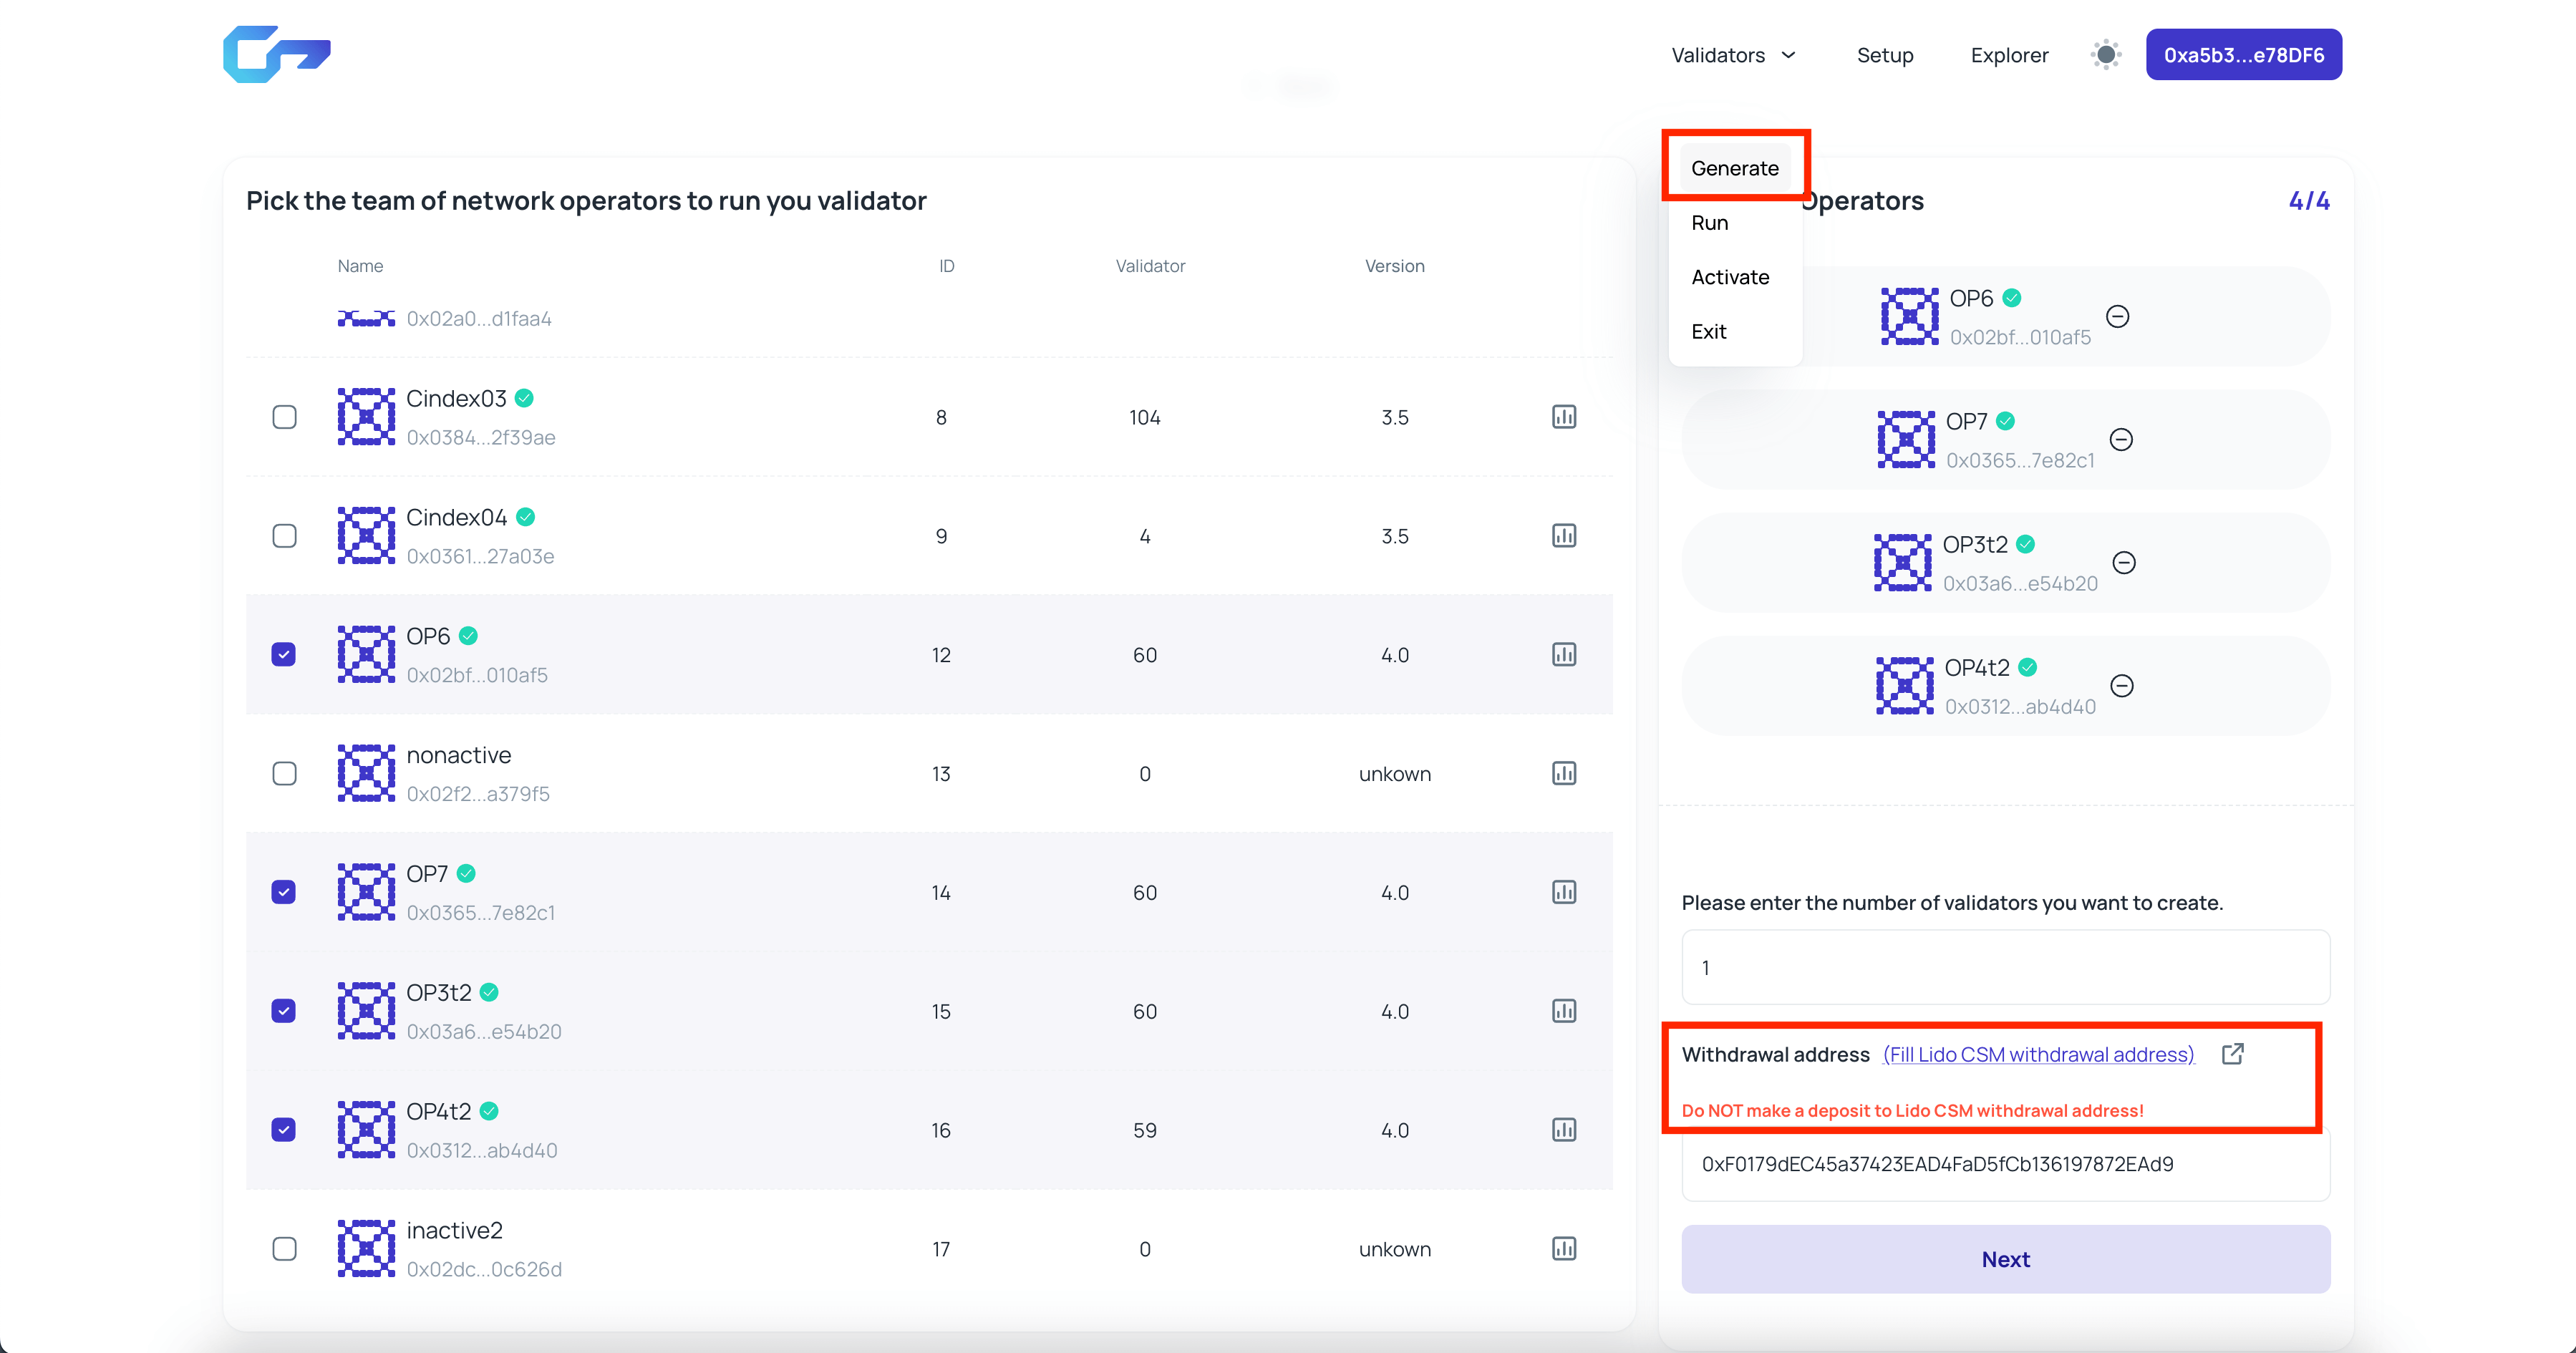 Validators
Setup
Explorer
0xa5b3...e78DF6
Generate
Run
Activate
Exit
Pick the team of network operators to run you validator
Name ID Validator Version
0x02a0...d1faa4
Cindex03 8 104 3.5
0x0384...2f39ae
Cindex04 9 4 3.5
0x0361...27a03e
OP6 12 60 4.0
0x02bf...010af5
nonactive 13 0 unkown
0x02f2...a379f5
OP7 14 60 4.0
0x0365...7e82c1
OP3t2 15 60 4.0
0x03a6...e54b20
OP4t2 16 59 4.0
0x0312...ab4d40
inactive2 17 0 unkown
0x02dc...0c626d
Operators 4/4
OP6
0x02bf...010af5
OP7
0x0365...7e82c1
OP3t2
0x03a6...e54b20
OP4t2
0x0312...ab4d40
Please enter the number of validators you want to create.
1
Withdrawal address (Fill Lido CSM withdrawal address)
Do NOT make a deposit to Lido CSM withdrawal address!
0xF0179dEC45a37423EAD4FaD5fCb136197872EAd9
Next